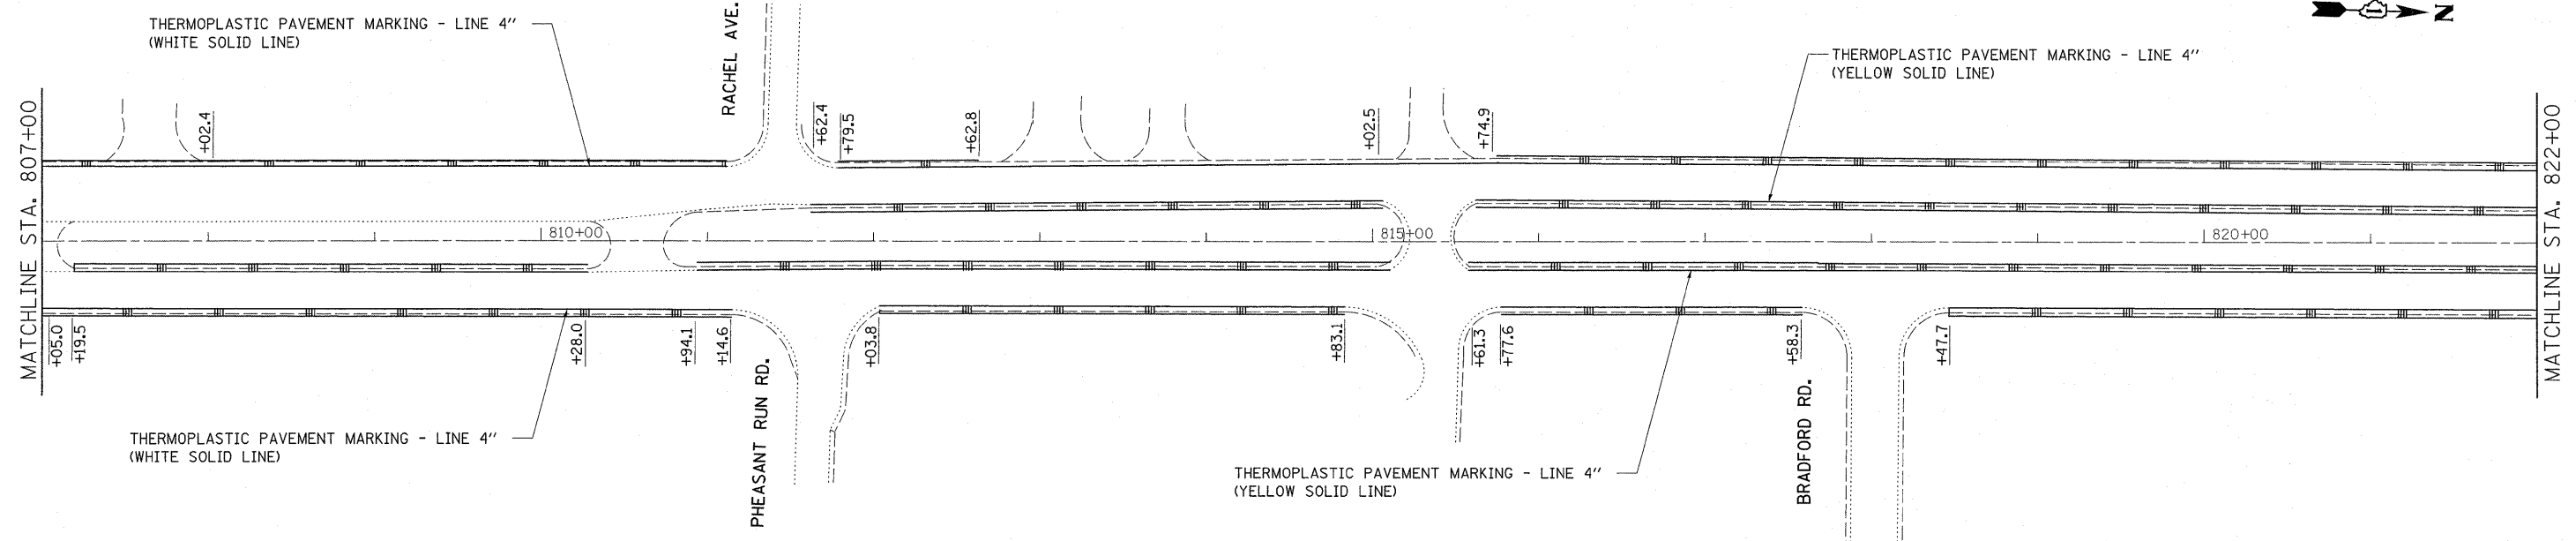 THERMOPLASTIC PAVEMENT MARKING - LINE 4"
(WHITE SOLID LINE)
RACHEL AVE.
N
THERMOPLASTIC PAVEMENT MARKING - LINE 4"
(YELLOW SOLID LINE)
MATCHLINE STA. 807+00
+02.4
+62.4
+79.5
+62.8
+02.5
+74.9
MATCHLINE STA. 822+00
810+00
815+00
820+00
+05.0
+19.5
+28.0
+94.1
+14.6
+03.8
+83.1
+61.3
+77.6
+58.3
+47.7
PHEASANT RUN RD.
BRADFORD RD.
THERMOPLASTIC PAVEMENT MARKING - LINE 4"
(WHITE SOLID LINE)
THERMOPLASTIC PAVEMENT MARKING - LINE 4"
(YELLOW SOLID LINE)